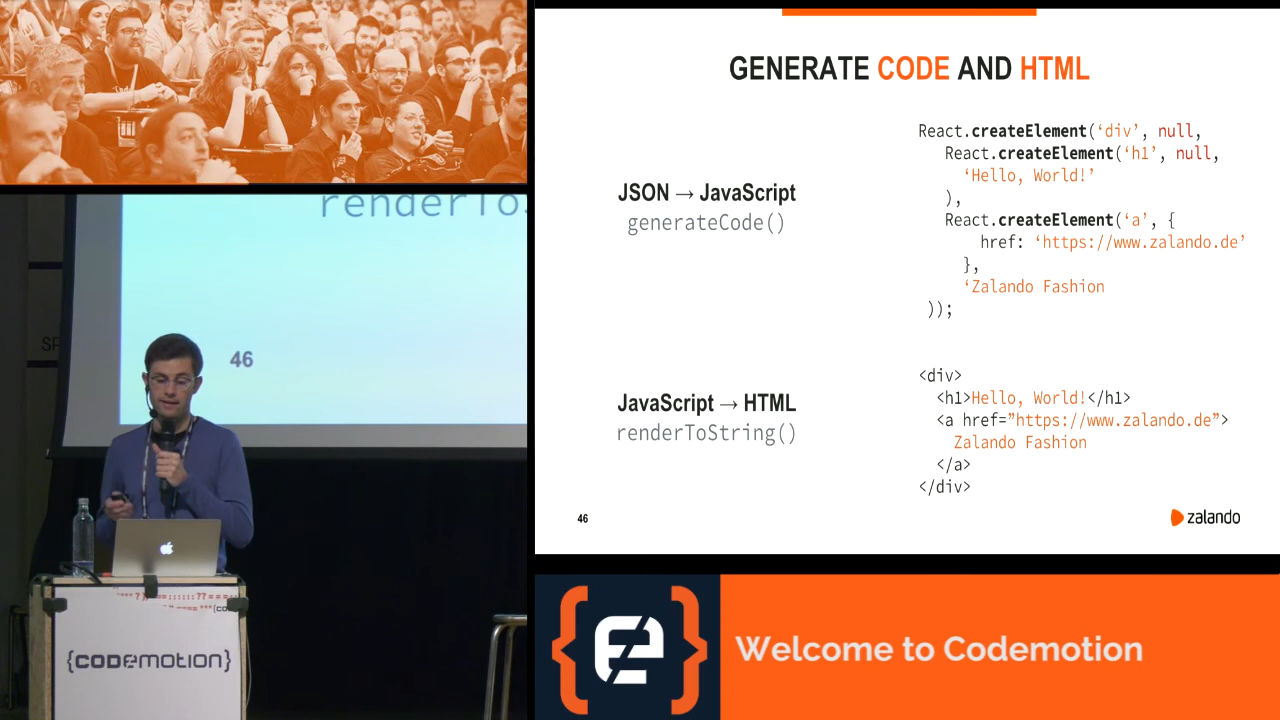 GENERATE CODE AND HTML
JSON → JavaScript
generateCode()
React.createElement(‘div’, null,
React.createElement(‘h1’, null,
‘Hello, World!’
),
React.createElement(‘a’, {
href: ‘https://www.zalando.de’
},
‘Zalando Fashion
));
JavaScript → HTML
renderToString()
<div>
<h1>Hello, World!</h1>
<a href="https://www.zalando.de”>
Zalando Fashion
</a>
</div>
46
zalando
renderTo
46
SP
{CODEMOTION}
Welcome to Codemotion